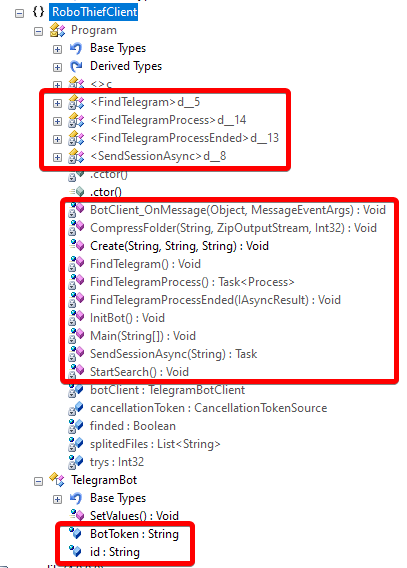 RoboThiefClient
Program
Base Types
Derived Types
<>c
<FindTelegram>d__5
<FindTelegramProcess>d__14
<FindTelegramProcessEnded>d__13
<SendSessionAsync>d__8
.cctor()
.ctor()
BotClient_OnMessage(Object, MessageEventArgs) : Void
CompressFolder(String, ZipOutputStream, Int32) : Void
Create(String, String, String) : Void
FindTelegram() : Void
FindTelegramProcess() : Task<Process>
FindTelegramProcessEnded(IAsyncResult) : Void
InitBot() : Void
Main(String[]) : Void
SendSessionAsync(String) : Task
StartSearch() : Void
botClient : TelegramBotClient
cancellationToken : CancellationTokenSource
finded : Boolean
splitedFiles : List<String>
trys : Int32
TelegramBot
Base Types
SetValues() : Void
BotToken : String
id : String